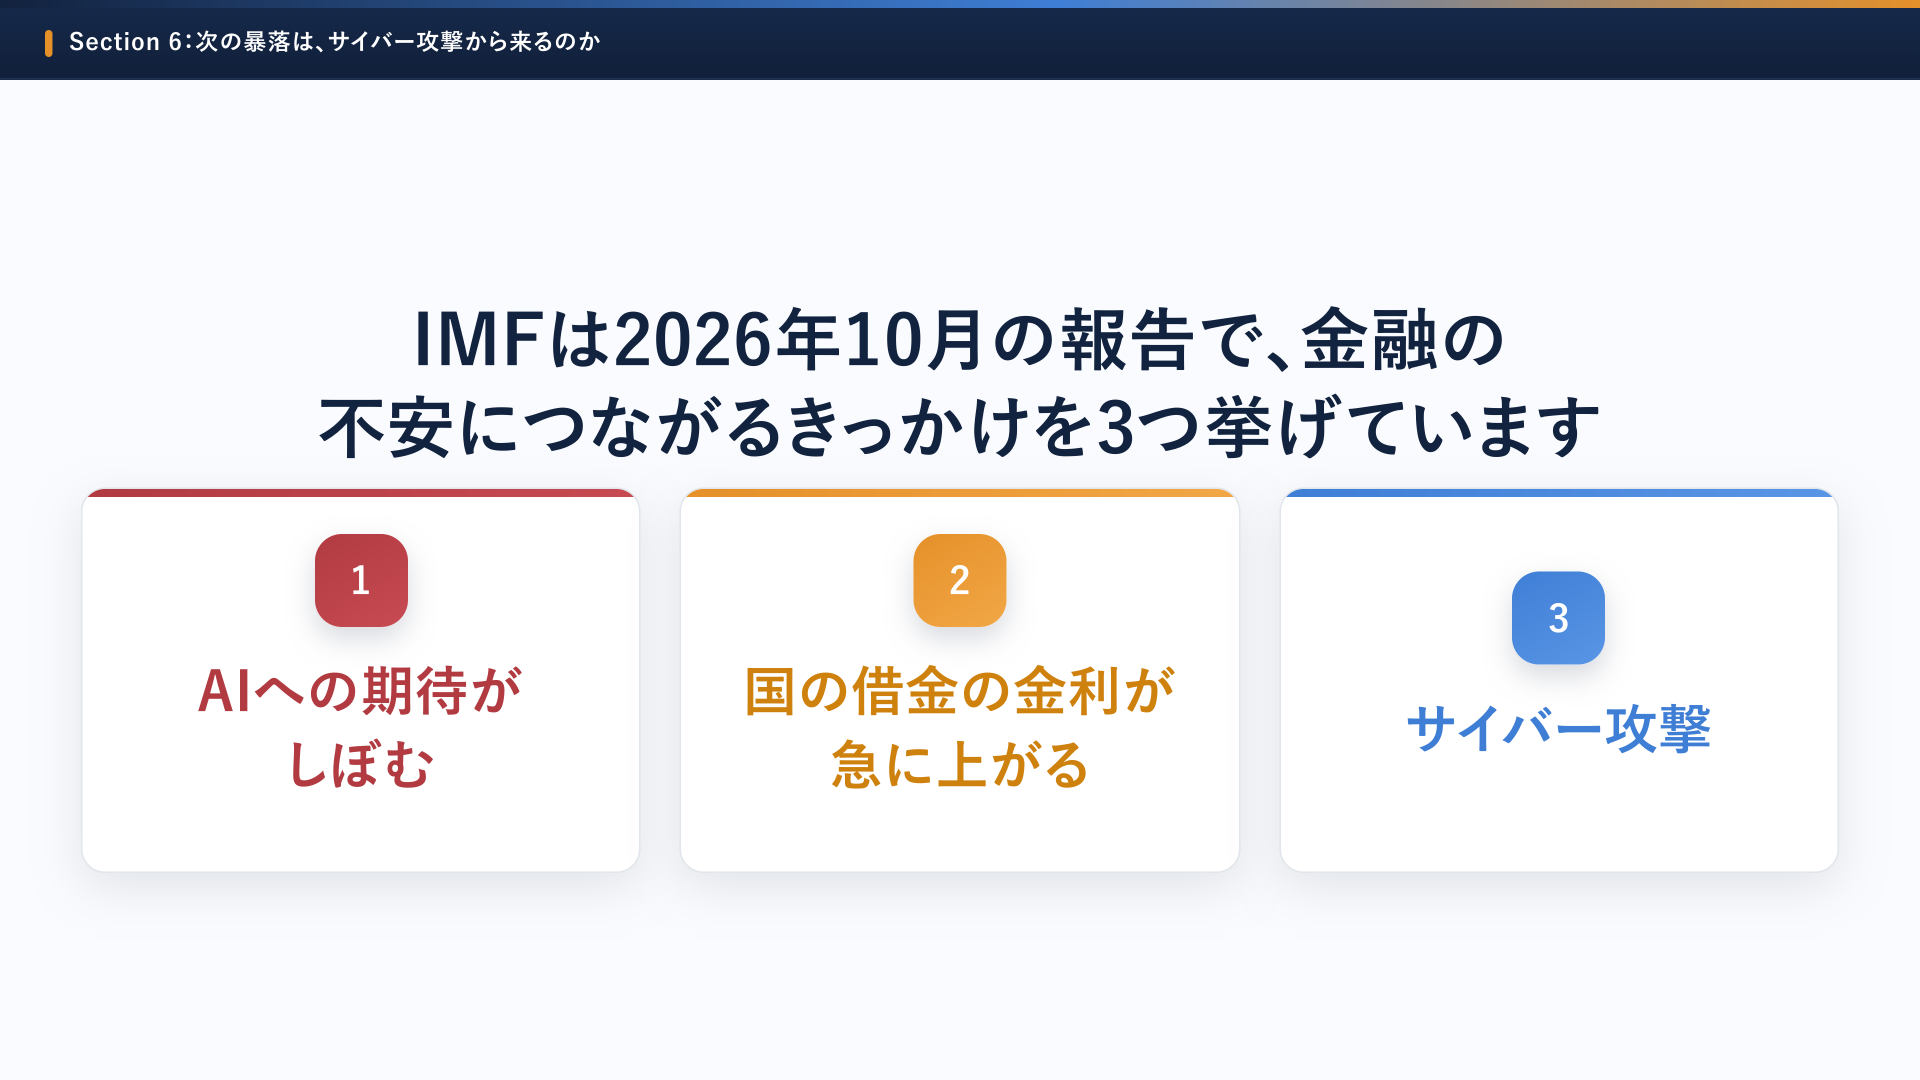 Section 6：次の暴落は、サイバー攻撃から来るのか
IMFは2026年10月の報告で、金融の
不安につながるきっかけを3つ挙げています
1
AIへの期待が
しぼむ
2
国の借金の金利が
急に上がる
3
サイバー攻撃